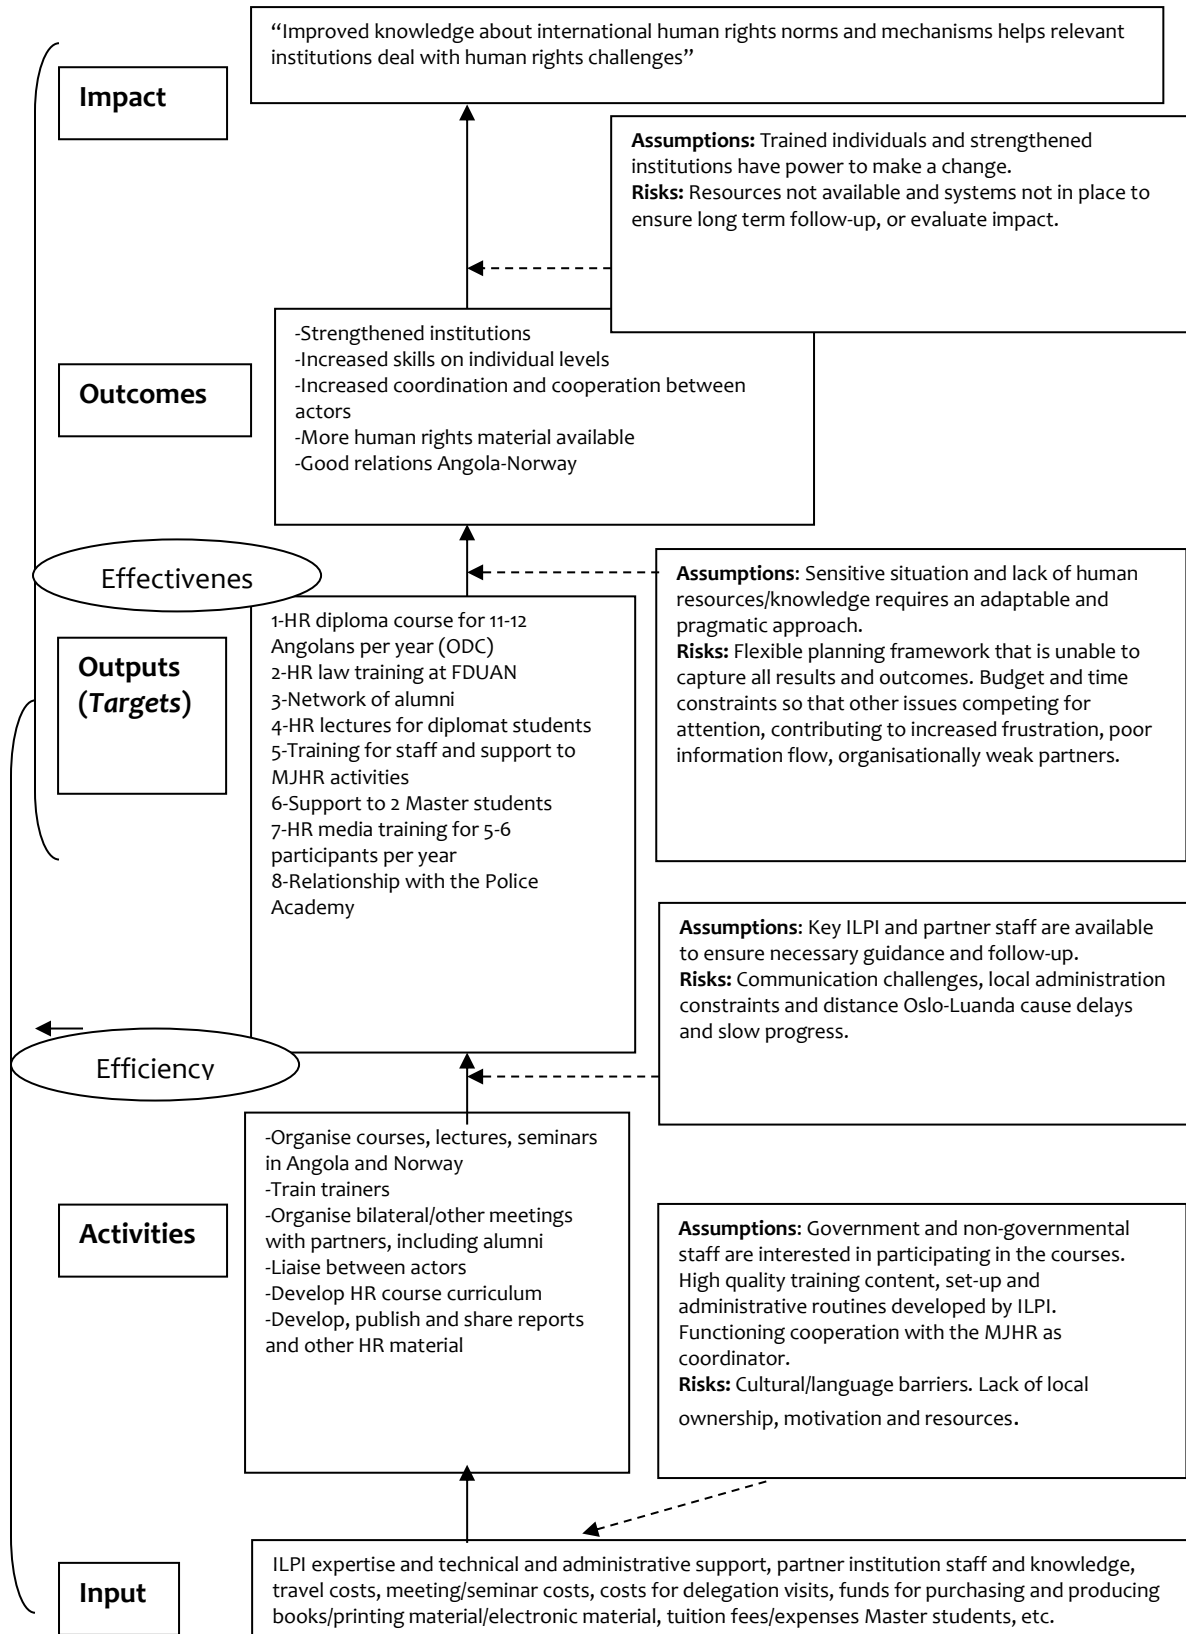 “Improved knowledge about international human rights norms and mechanisms helps relevant
institutions deal with human rights challenges”
Impact
Assumptions: Trained individuals and strengthened
institutions have power to make a change.
Risks: Resources not available and systems not in place to
ensure long term follow-up, or evaluate impact.
Outcomes
-Strengthened institutions
-Increased skills on individual levels
-Increased coordination and cooperation between
actors
-More human rights material available
-Good relations Angola-Norway
Effectivenes
Assumptions: Sensitive situation and lack of human
resources/knowledge requires an adaptable and
pragmatic approach.
Risks: Flexible planning framework that is unable to
capture all results and outcomes. Budget and time
constraints so that other issues competing for
attention, contributing to increased frustration, poor
information flow, organisationally weak partners.
Outputs
(Targets)
1-HR diploma course for 11-12
Angolans per year (ODC)
2-HR law training at FDUAN
3-Network of alumni
4-HR lectures for diplomat students
5-Training for staff and support to
MJHR activities
6-Support to 2 Master students
7-HR media training for 5-6
participants per year
8-Relationship with the Police
Academy
Assumptions: Key ILPI and partner staff are available
to ensure necessary guidance and follow-up.
Risks: Communication challenges, local administration
constraints and distance Oslo-Luanda cause delays
and slow progress.
Efficiency
Activities
-Organise courses, lectures, seminars
in Angola and Norway
-Train trainers
-Organise bilateral/other meetings
with partners, including alumni
-Liaise between actors
-Develop HR course curriculum
-Develop, publish and share reports
and other HR material
Assumptions: Government and non-governmental
staff are interested in participating in the courses.
High quality training content, set-up and
administrative routines developed by ILPI.
Functioning cooperation with the MJHR as
coordinator.
Risks: Cultural/language barriers. Lack of local
ownership, motivation and resources.
Input
ILPI expertise and technical and administrative support, partner institution staff and knowledge,
travel costs, meeting/seminar costs, costs for delegation visits, funds for purchasing and producing
books/printing material/electronic material, tuition fees/expenses Master students, etc.